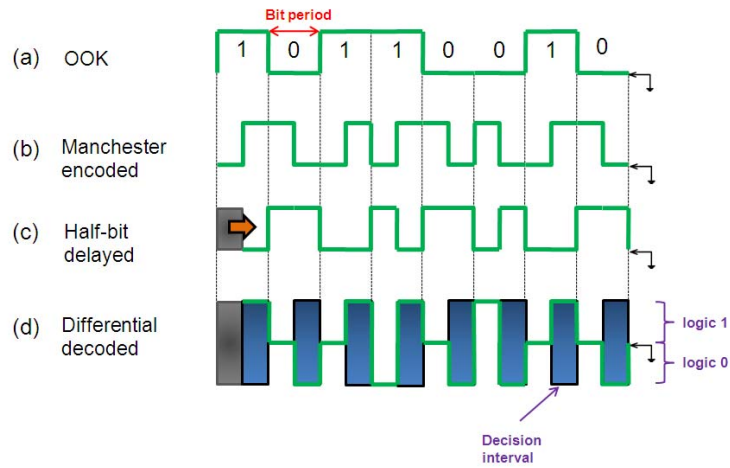 Bit period
(a) OOK
1 0 1 1 0 0 1 0
(b) Manchester
encoded
(c) Half-bit
delayed
(d) Differential
decoded
logic 1
logic 0
Decision
interval